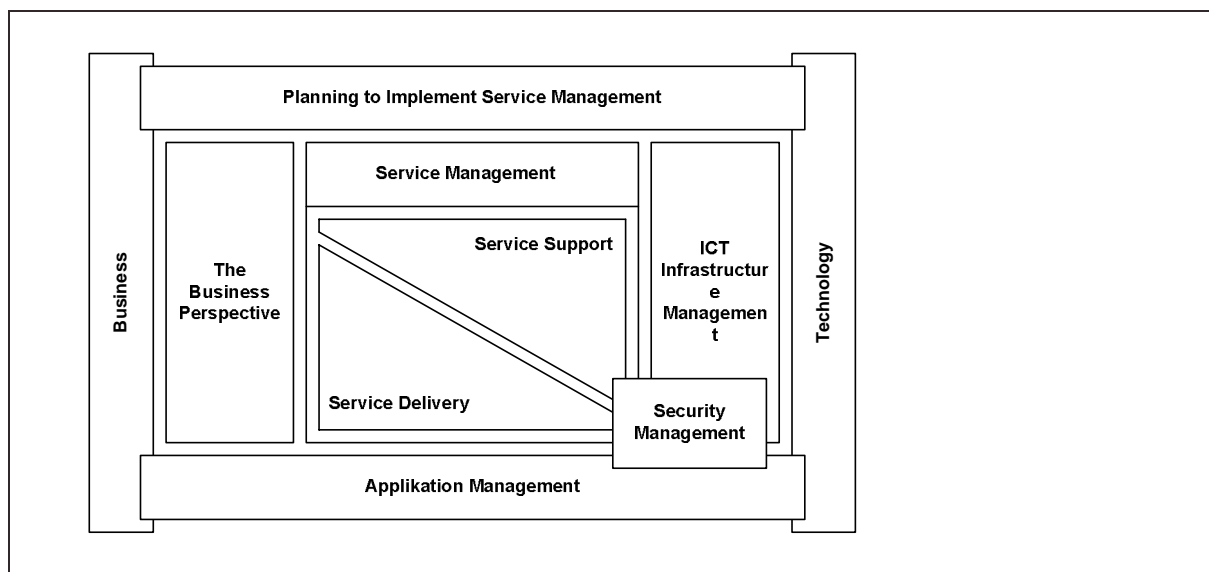 Planning to Implement Service Management
Business
The
Business
Perspective
Service Management
Service Support
Service Delivery
ICT
Infrastructur
e
Managemen
t
Technology
Security
Management
Applikation Management